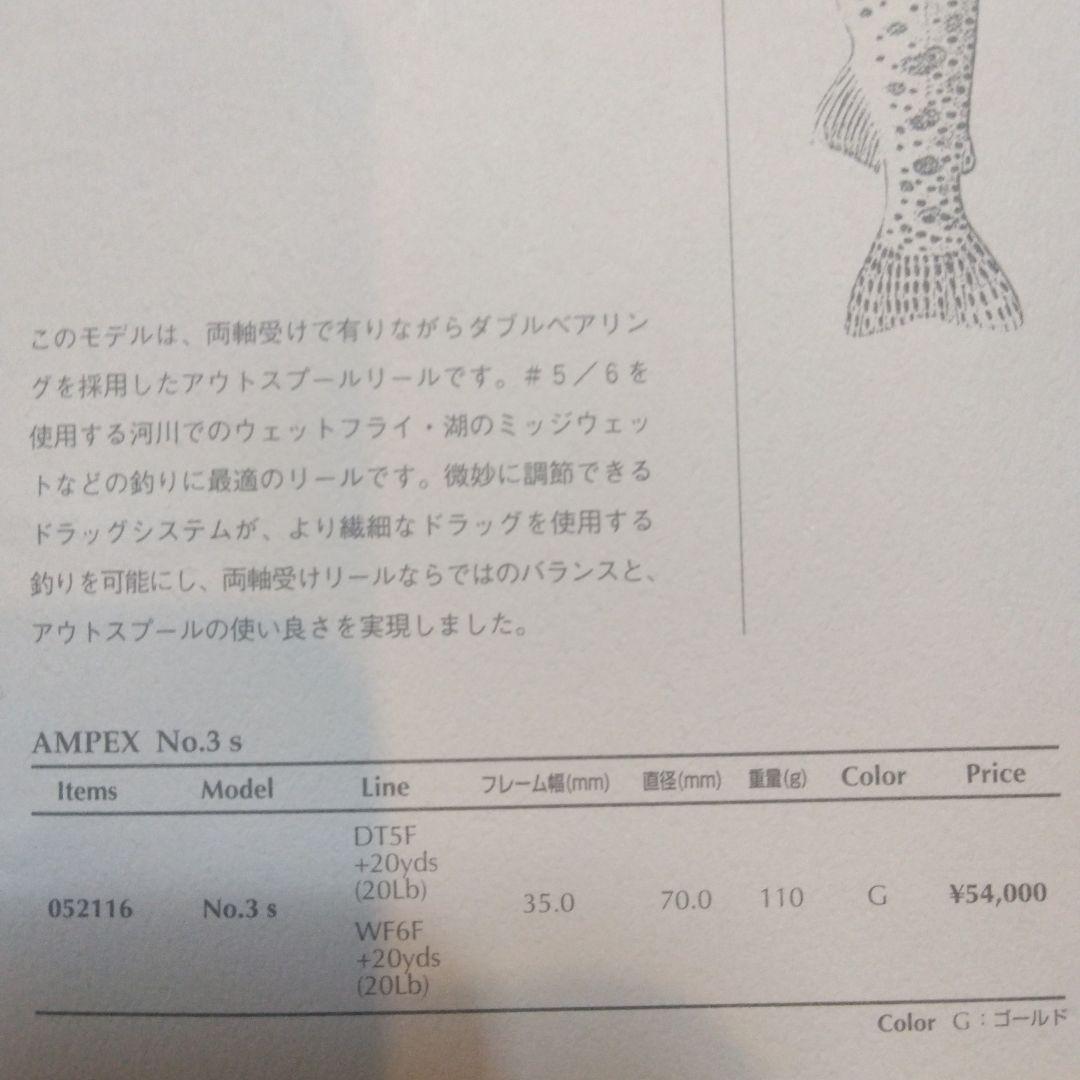 このモデルは、両軸受けで有りながらダブルベアリン
グを採用したアウトスプールリールです。＃５／６を
使用する河川でのウェットフライ・湖のミッジウェッ
トなどの釣りに最適のリールです。微妙に調節できる
ドラッグシステムが、より繊細なドラッグを使用する
釣りを可能にし、両軸受けリールならではのバランスと、
アウトスプールの使い良さを実現しました。
AMPEX No.3 s
Items Model Line フレーム幅(mm) 直径(mm) 重量(g) Color Price
DT5F
+20yds
(20Lb)
052116 No.3 s 35.0 70.0 110 G ¥54,000
WF6F
+20yds
(20Lb)
Color G：ゴールド